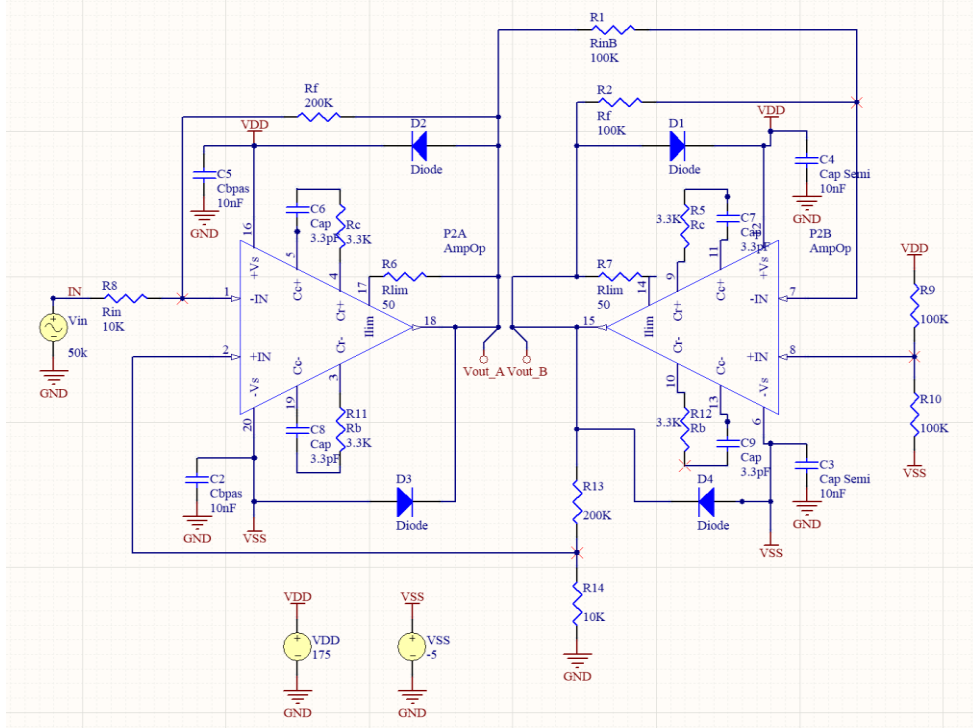 R1
RinB
100K
Rf
200K
R2
Rf
100K
VDD
D2
Diode
D1
Diode
VDD
C5
Cbpas
10nF
GND
C4
Cap Semi
10nF
GND
16
C6
Cap
3.3pF
Rc
3.3K
5
4
+Vs
Cc+
Cr+
P2A
AmpOp
17
R6
Rlim
50
Ilim
3.3K
R5
Rc
C7
Cap
3.3pF
12
11
9
+Vs
Cc+
Cr+
P2B
AmpOp
R7
Rlim
50
14
Ilim
VDD
R9
100K
IN
R8
Rin
10K
1
-IN
-IN
7
Vin
50k
GND
18
15
2
+IN
+IN
8
Vout_A
Vout_B
-Vs
Cc-
Cr-
20
19
3
C8
Cap
3.3pF
R11
Rb
3.3K
Cr-
Cc-
-Vs
10
13
6
3.3K
R12
Rb
C9
Cap
3.3pF
R10
100K
VSS
C2
Cbpas
10nF
GND
VSS
D3
Diode
R13
200K
D4
Diode
C3
Cap Semi
10nF
GND
VSS
R14
10K
GND
VDD
VDD
175
GND
VSS
VSS
-5
GND